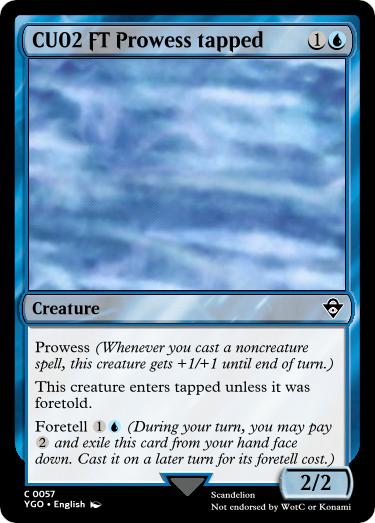 CU02 FT Prowess tapped 1
Creature
Prowess (Whenever you cast a noncreature
spell, this creature gets +1/+1 until end of turn.)
This creature enters tapped unless it was
foretold.
Foretell 1 (During your turn, you may pay
2 and exile this card from your hand face
down. Cast it on a later turn for its foretell cost.)
2/2
C 0057
YGO • English
Scandelion
Not endorsed by WotC or Konami